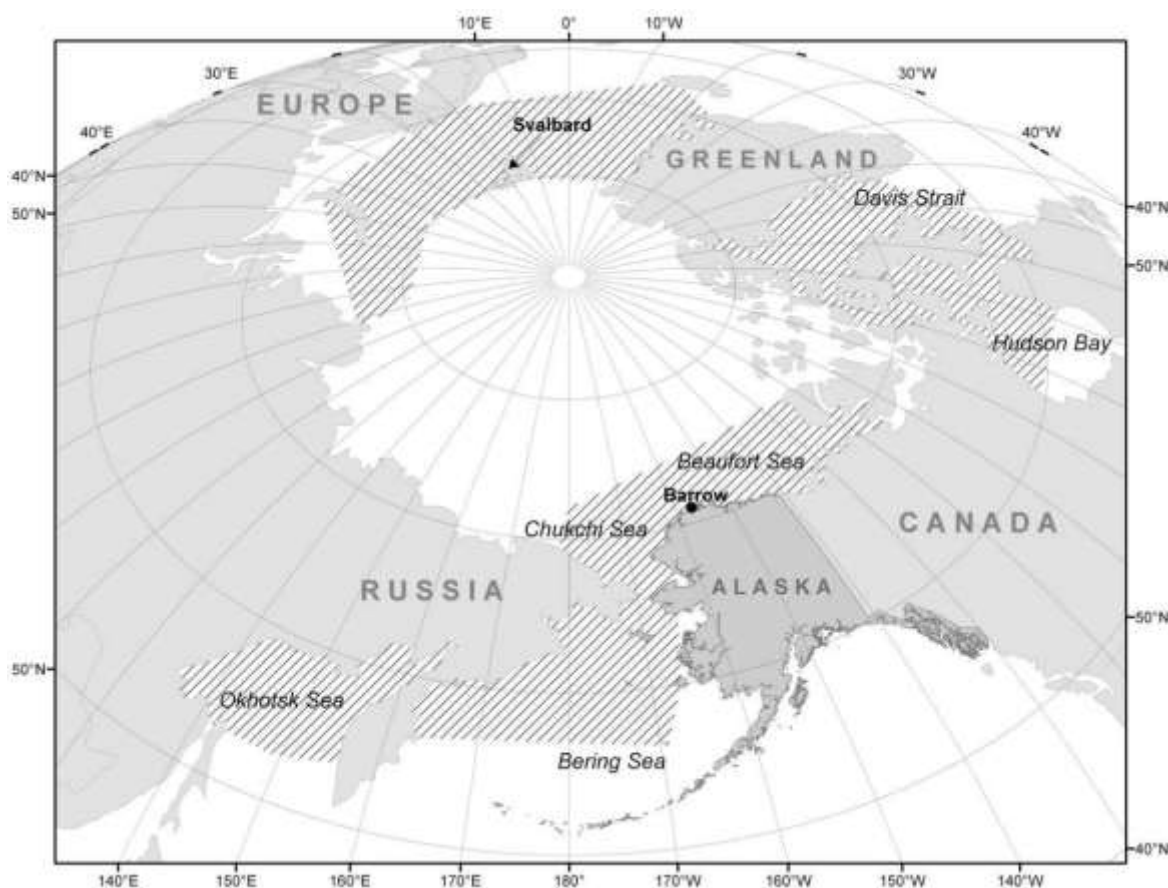 10°E 0° 10°W
30°E 30°W
EUROPE
Svalbard
40°E 40°W
GREENLAND
40°N
Davis Strait
50°N 40°N
50°N
Hudson Bay
Beaufort Sea
Barrow
Chukchi Sea
CANADA
RUSSIA
ALASKA
50°N
50°N
Okhotsk Sea
Bering Sea
40°N
140°E 150°E 160°E 170°E 180° 170°W 160°W 150°W 140°W